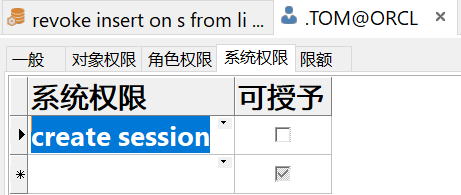 revoke insert on s from li ... .TOM@ORCL
一般 对象权限 角色权限 系统权限 限额
系统权限 可授予
create session